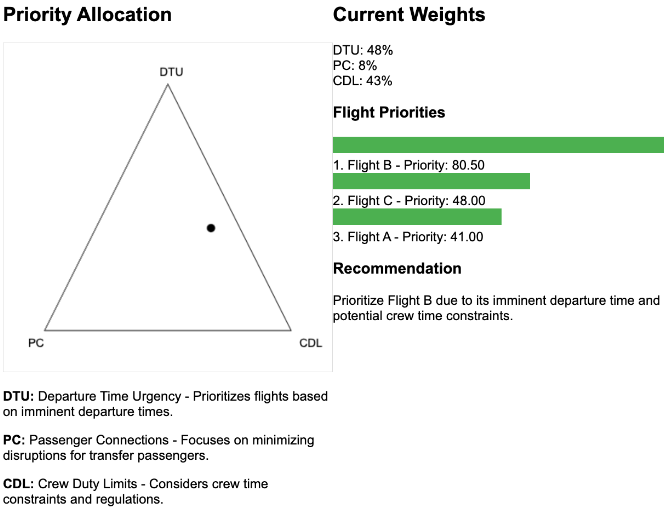 Priority Allocation
DTU
PC
CDL
DTU: Departure Time Urgency - Prioritizes flights based
on imminent departure times.
PC: Passenger Connections - Focuses on minimizing
disruptions for transfer passengers.
CDL: Crew Duty Limits - Considers crew time
constraints and regulations.
Current Weights
DTU: 48%
PC: 8%
CDL: 43%
Flight Priorities
1. Flight B - Priority: 80.50
2. Flight C - Priority: 48.00
3. Flight A - Priority: 41.00
Recommendation
Prioritize Flight B due to its imminent departure time and
potential crew time constraints.